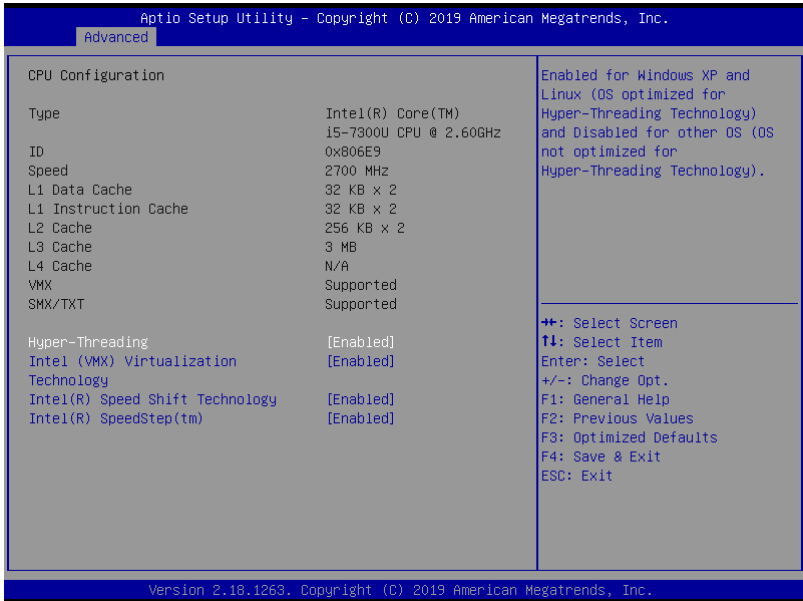 Aptio Setup Utility – Copyright (C) 2019 American Megatrends, Inc.
Advanced
CPU Configuration
Type Intel(R) Core(TM)
i5-7300U CPU @ 2.60GHz
ID 0x806E9
Speed 2700 MHz
L1 Data Cache 32 KB x 2
L1 Instruction Cache 32 KB x 2
L2 Cache 256 KB x 2
L3 Cache 3 MB
L4 Cache N/A
VMX Supported
SMX/TXT Supported
Hyper-Threading [Enabled]
Intel (VMX) Virtualization [Enabled]
Technology
Intel(R) Speed Shift Technology [Enabled]
Intel(R) SpeedStep(tm) [Enabled]
Enabled for Windows XP and
Linux (OS optimized for
Hyper-Threading Technology)
and Disabled for other OS (OS
not optimized for
Hyper-Threading Technology).
→←: Select Screen
↑↓: Select Item
Enter: Select
+/-: Change Opt.
F1: General Help
F2: Previous Values
F3: Optimized Defaults
F4: Save & Exit
ESC: Exit
Version 2.18.1263. Copyright (C) 2019 American Megatrends, Inc.